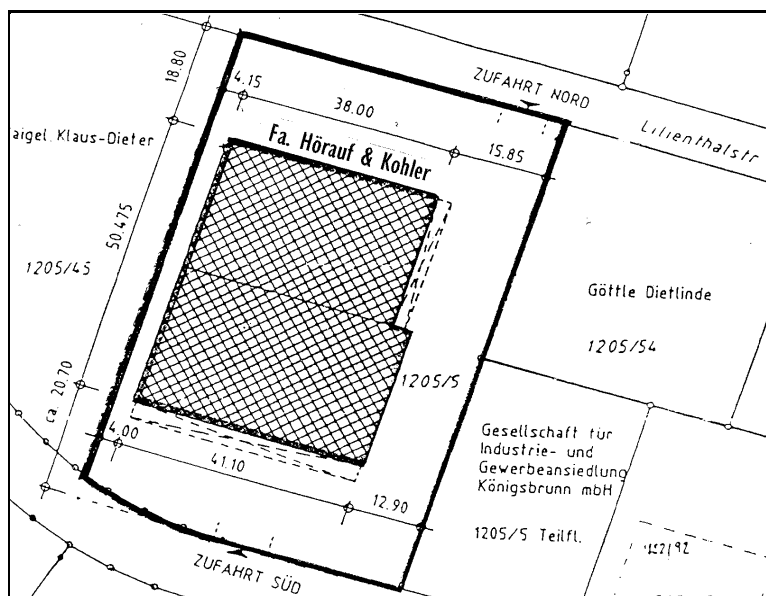 18.80
ZUFAHRT NORD
4.15
38.00
15.85
Lilienthalstr
aigel. Klaus-Dieter
Fa. Hörauf & Kohler
50.475
1205/45
Göttle Dietlinde
1205/54
1205/5
ca. 20.70
4.00
41.10
12.90
Gesellschaft für
Industrie- und
Gewerbeansiedlung
Königsbrunn mbH
1205/5 Teilfl.
ZUFAHRT SÜD